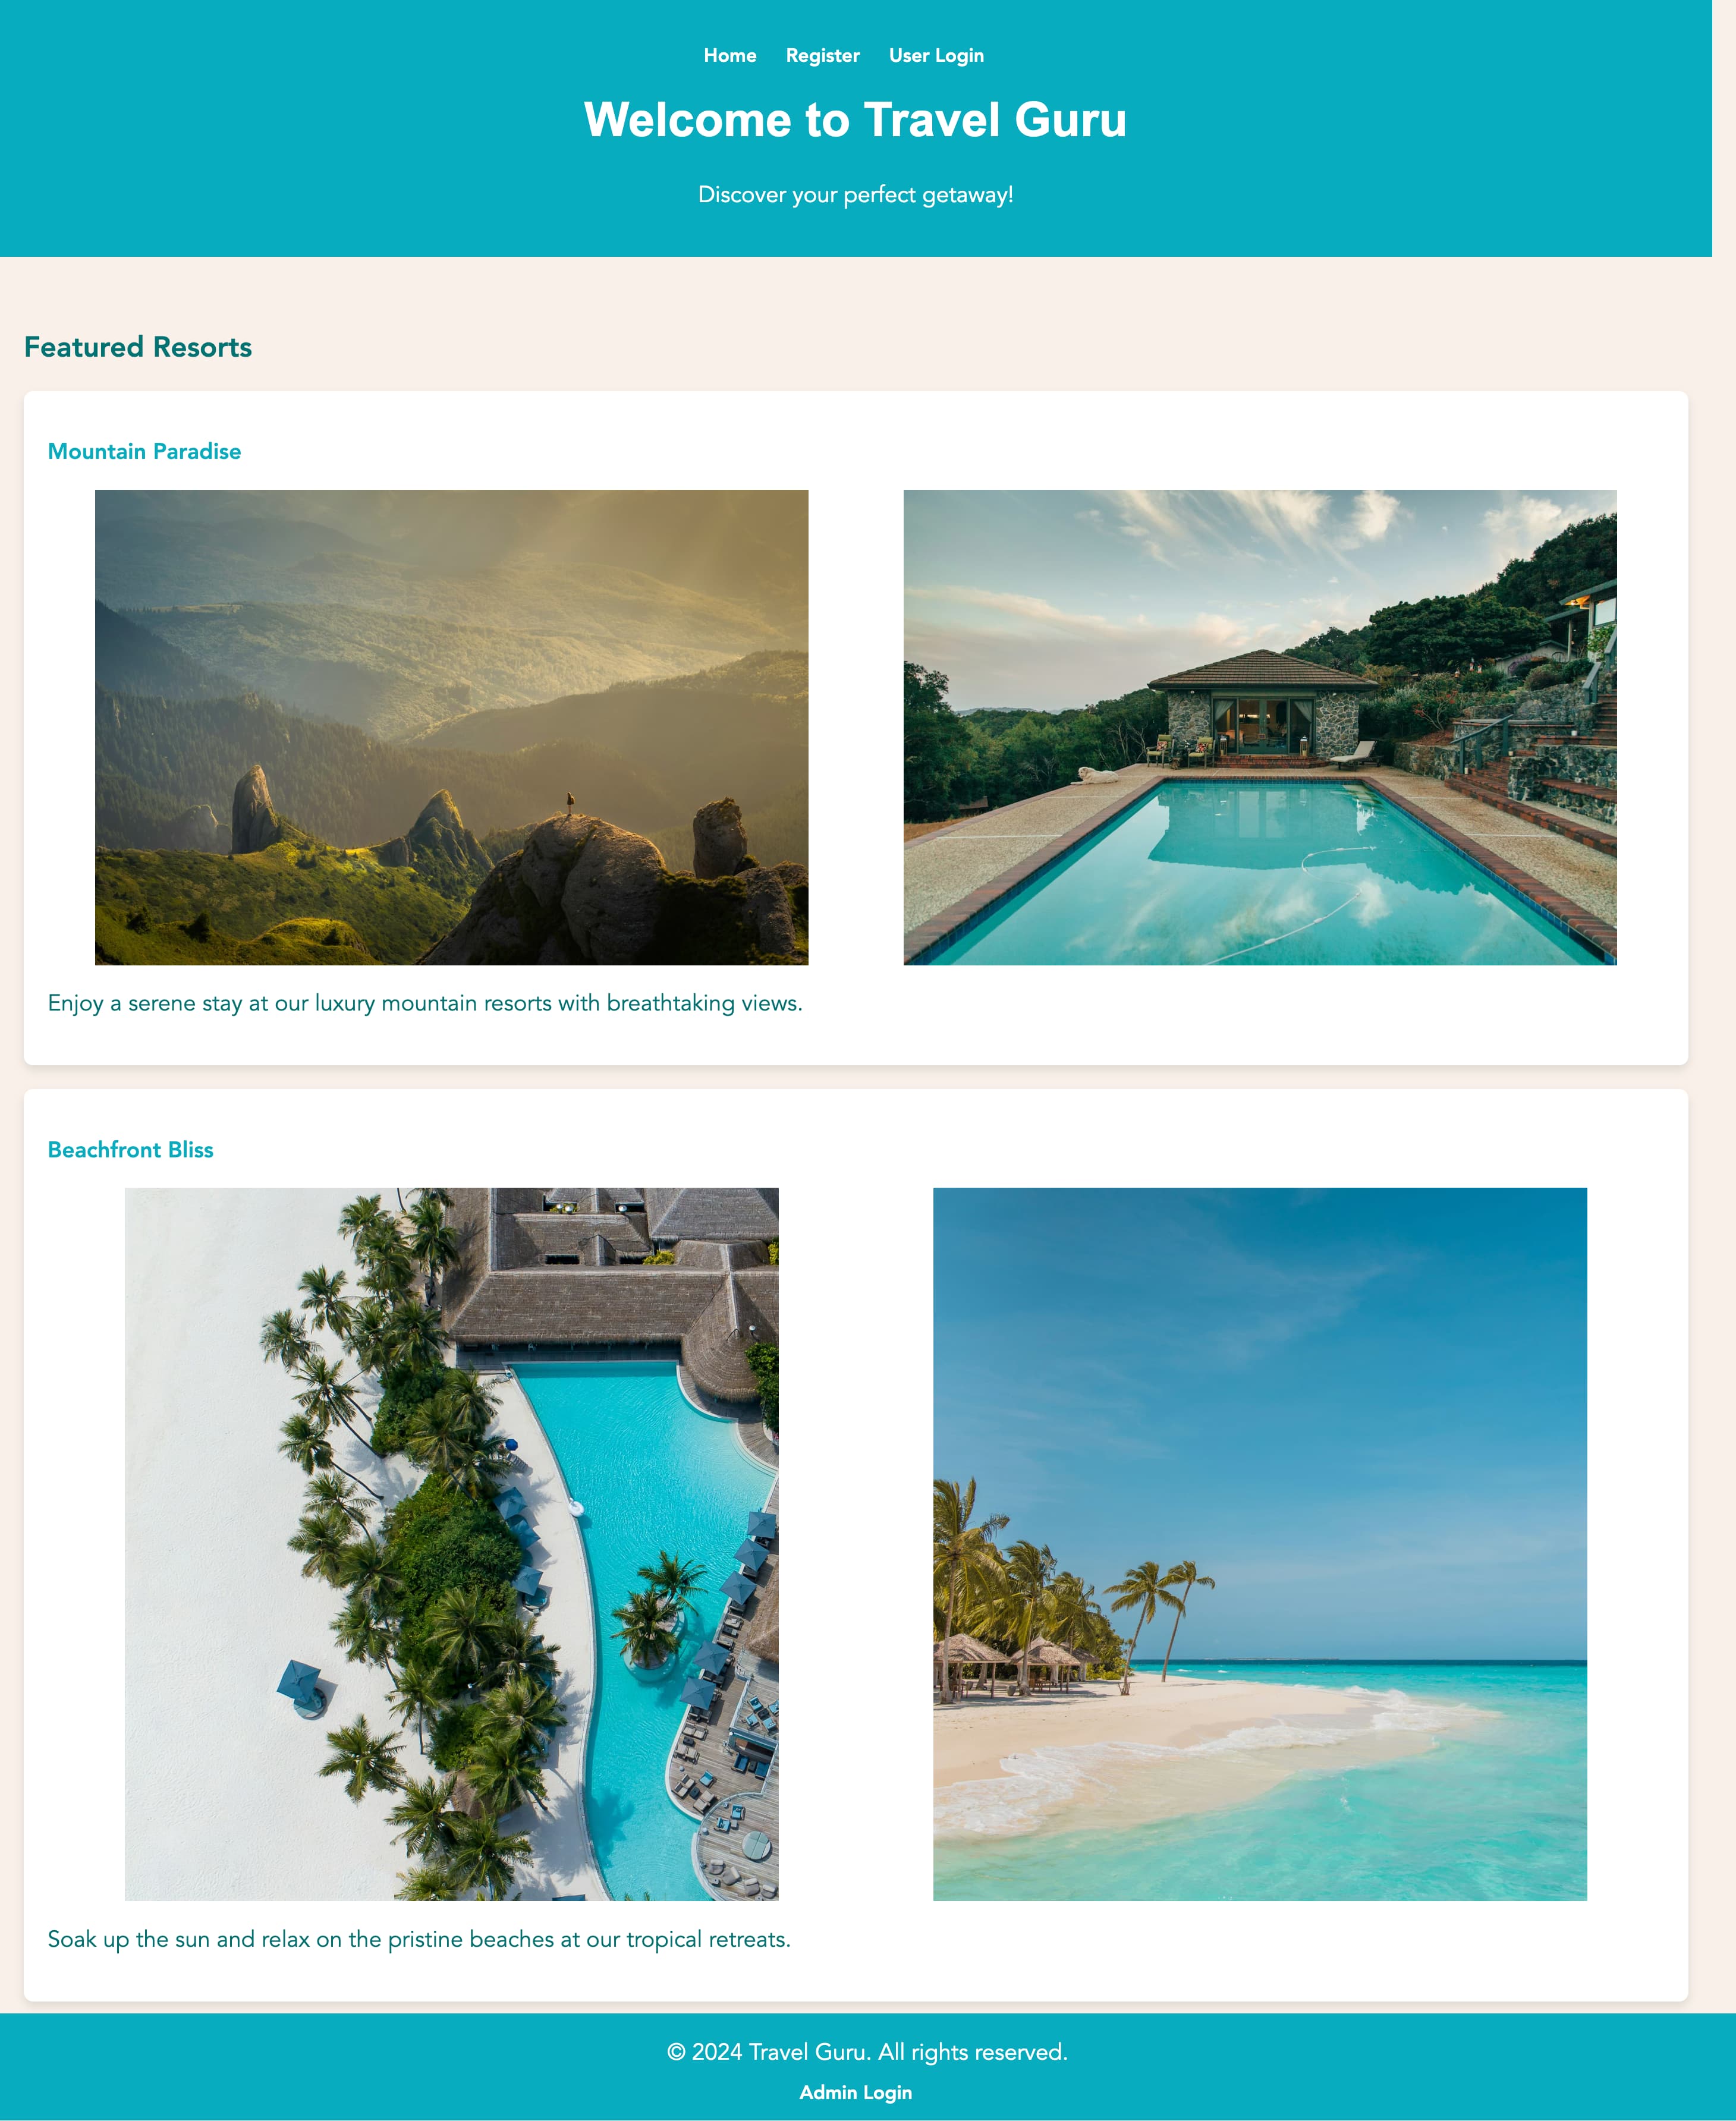 Home Register User Login
Welcome to Travel Guru
Discover your perfect getaway!
Featured Resorts
Mountain Paradise
Enjoy a serene stay at our luxury mountain resorts with breathtaking views.
Beachfront Bliss
Soak up the sun and relax on the pristine beaches at our tropical retreats.
© 2024 Travel Guru. All rights reserved.
Admin Login